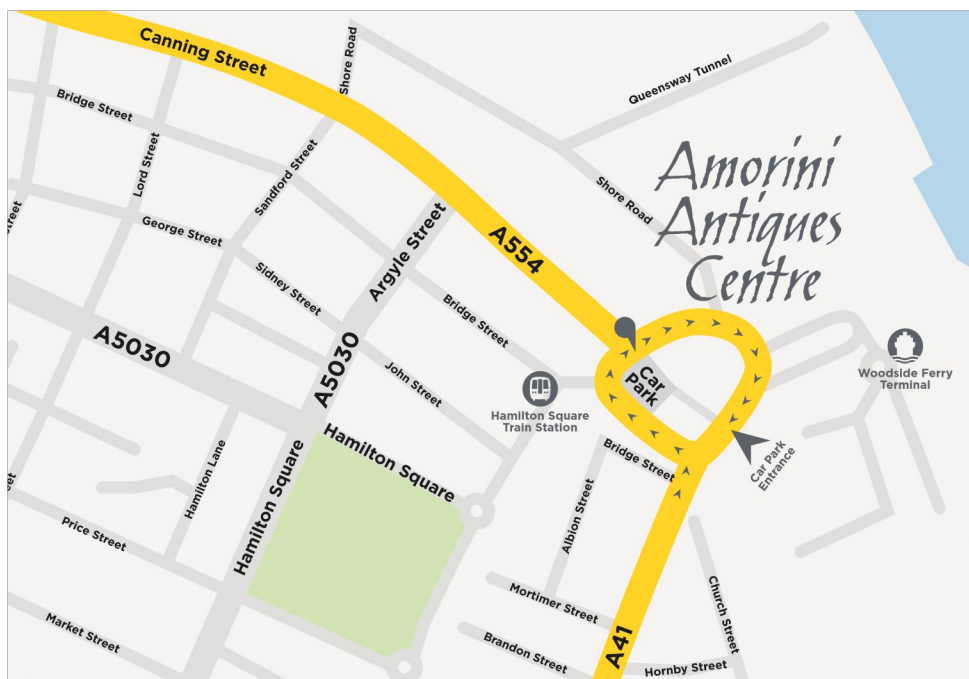 Canning Street
Shore Road
Queensway Tunnel
Bridge Street
Lord Street
Sandford Street
Amorini
Antiques
Centre
Shore Road
Street
George Street
Argyle Street
A554
Sidney Street
Bridge Street
A5030
A5030
John Street
Car
Park
Woodside Ferry
Terminal
Hamilton Square
Train Station
Hamilton Square
Hamilton Lane
Hamilton Square
Bridge Street
Car Park
Entrance
Albion Street
Price Street
Mortimer Street
Church Street
Market Street
Brandon Street
A41
Hornby Street